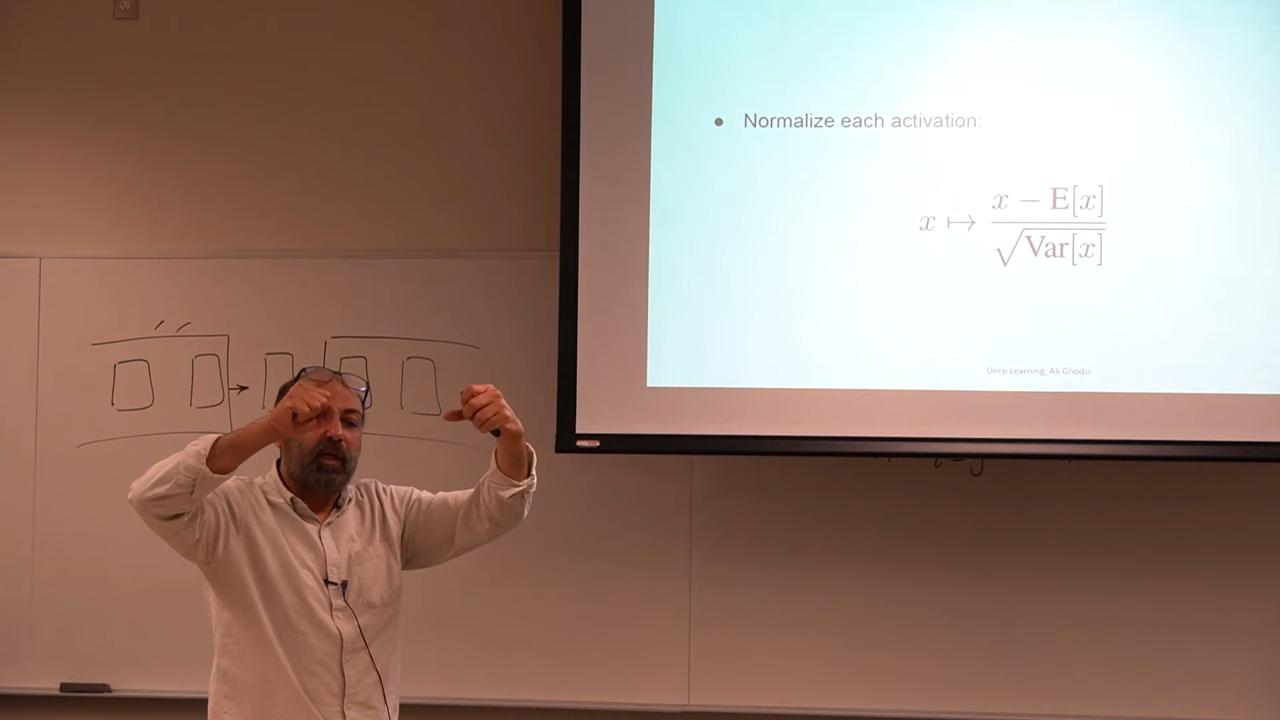 ● Normalize each activation:
x ↦ (x − E[x]) / √Var[x]
Deep Learning, Ali Ghodsi